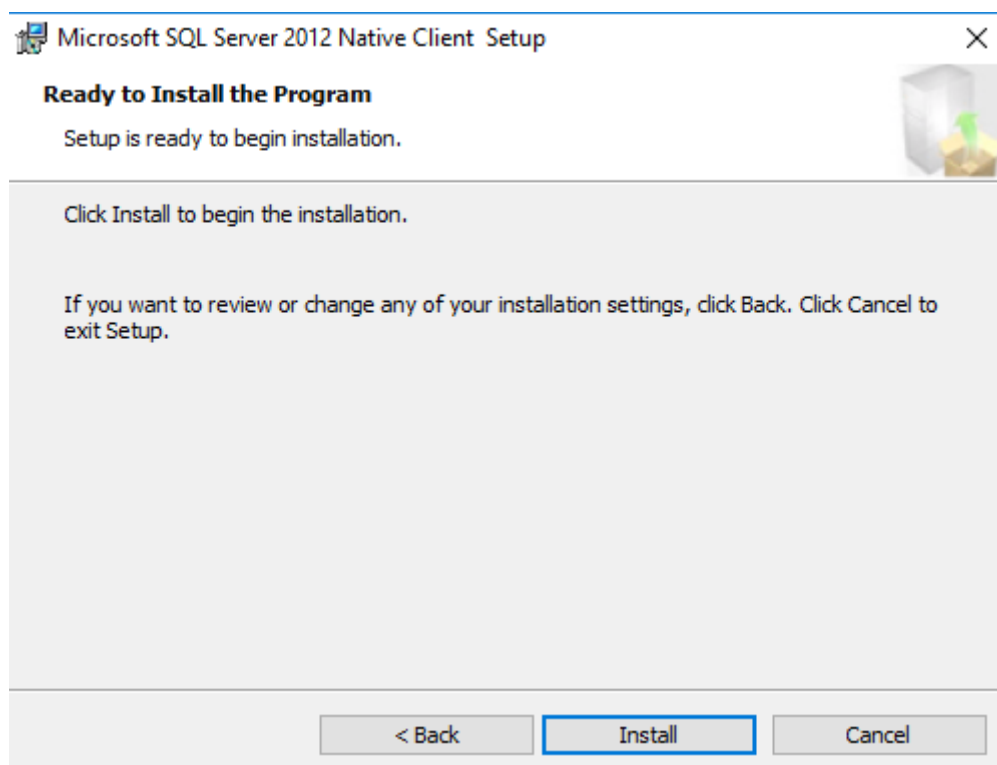 Microsoft SQL Server 2012 Native Client  Setup
Ready to Install the Program
Setup is ready to begin installation.
Click Install to begin the installation.
If you want to review or change any of your installation settings, click Back. Click Cancel to
exit Setup.
< Back
Install
Cancel